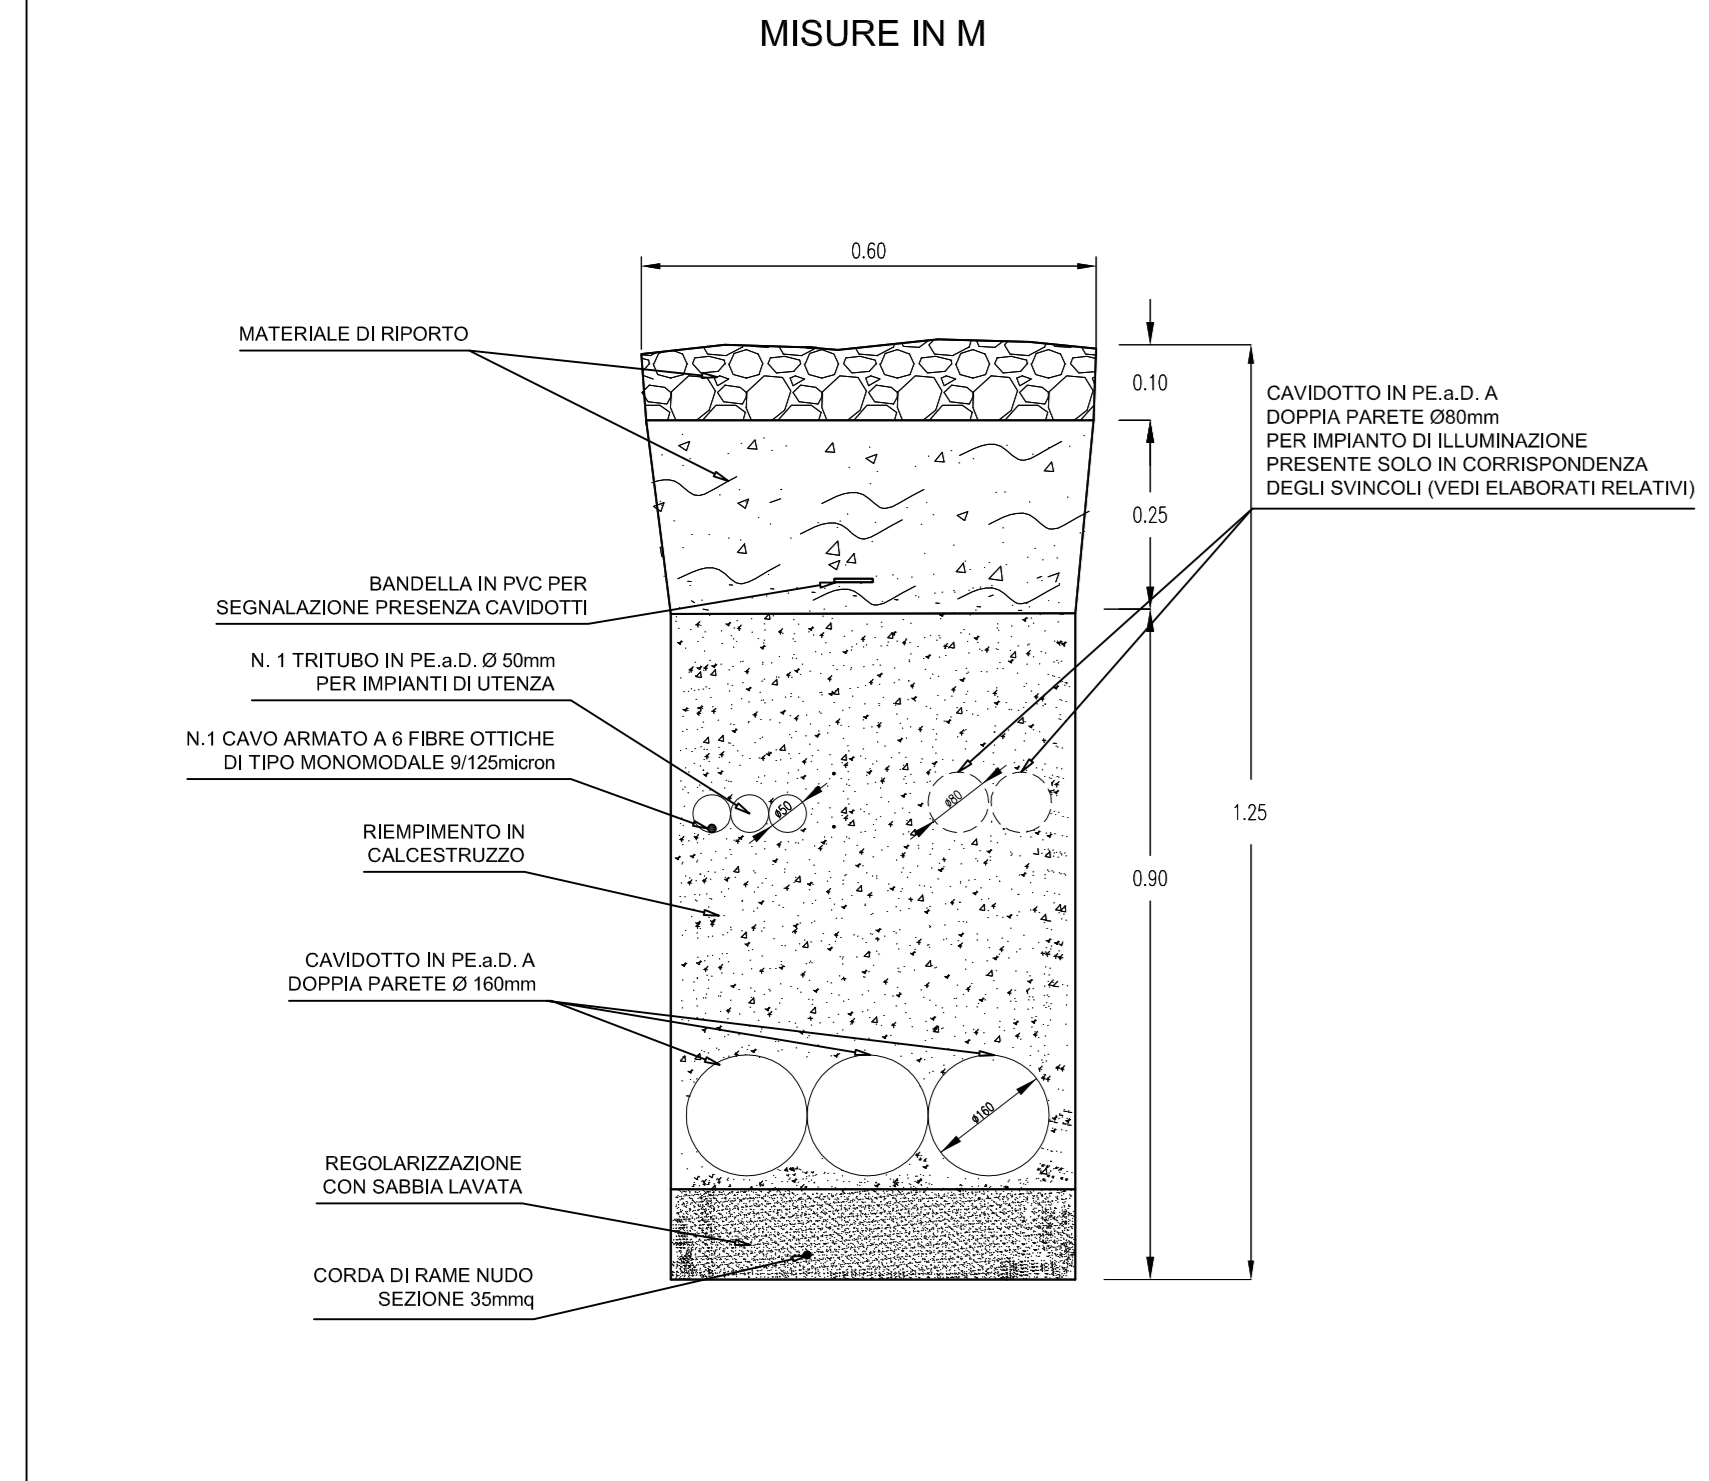 MISURE IN M
0.60
MATERIALE DI RIPORTO
0.10
CAVIDOTTO IN PE.a.D. A
DOPPIA PARETE Ø80mm
PER IMPIANTO DI ILLUMINAZIONE
PRESENTE SOLO IN CORRISPONDENZA
DEGLI SVINCOLI (VEDI ELABORATI RELATIVI)
0.25
BANDELLA IN PVC PER
SEGNALAZIONE PRESENZA CAVIDOTTI
N. 1 TRITUBO IN PE.a.D. Ø 50mm
PER IMPIANTI DI UTENZA
N.1 CAVO ARMATO A 6 FIBRE OTTICHE
DI TIPO MONOMODALE 9/125micron
ø50
ø80
1.25
RIEMPIMENTO IN
CALCESTRUZZO
0.90
CAVIDOTTO IN PE.a.D. A
DOPPIA PARETE Ø 160mm
ø160
REGOLARIZZAZIONE
CON SABBIA LAVATA
CORDA DI RAME NUDO
SEZIONE 35mmq